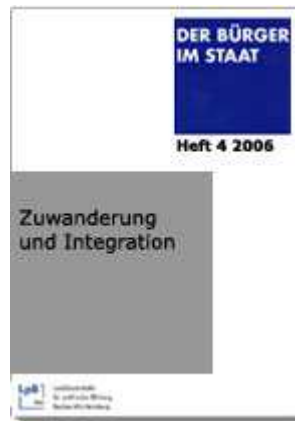 DER BÜRGER
IM STAAT
Heft 4 2006
Zuwanderung
und Integration
LpB